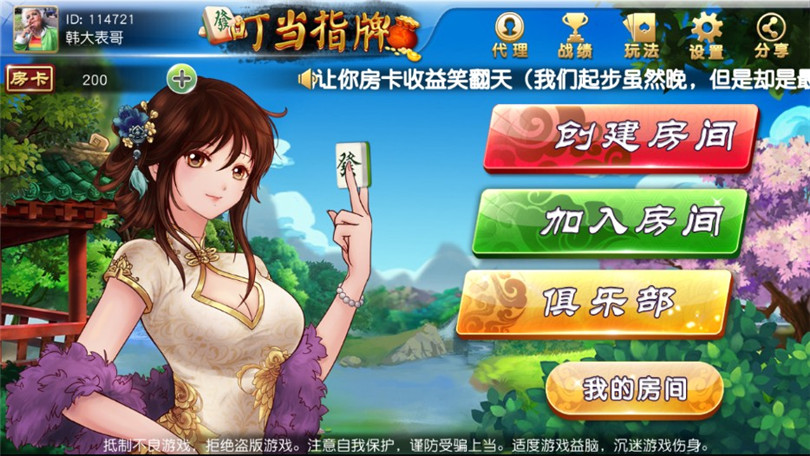 ID: 114721
韩大表哥
叮当指牌
代理
战绩
玩法
设置
分享
房卡
200
让你房卡收益笑翻天（我们起步虽然晚，但是却是最
發
创建房间
加入房间
俱乐部
我的房间
抵制不良游戏，拒绝盗版游戏。注意自我保护，谨防受骗上当。适度游戏益脑，沉迷游戏伤身。